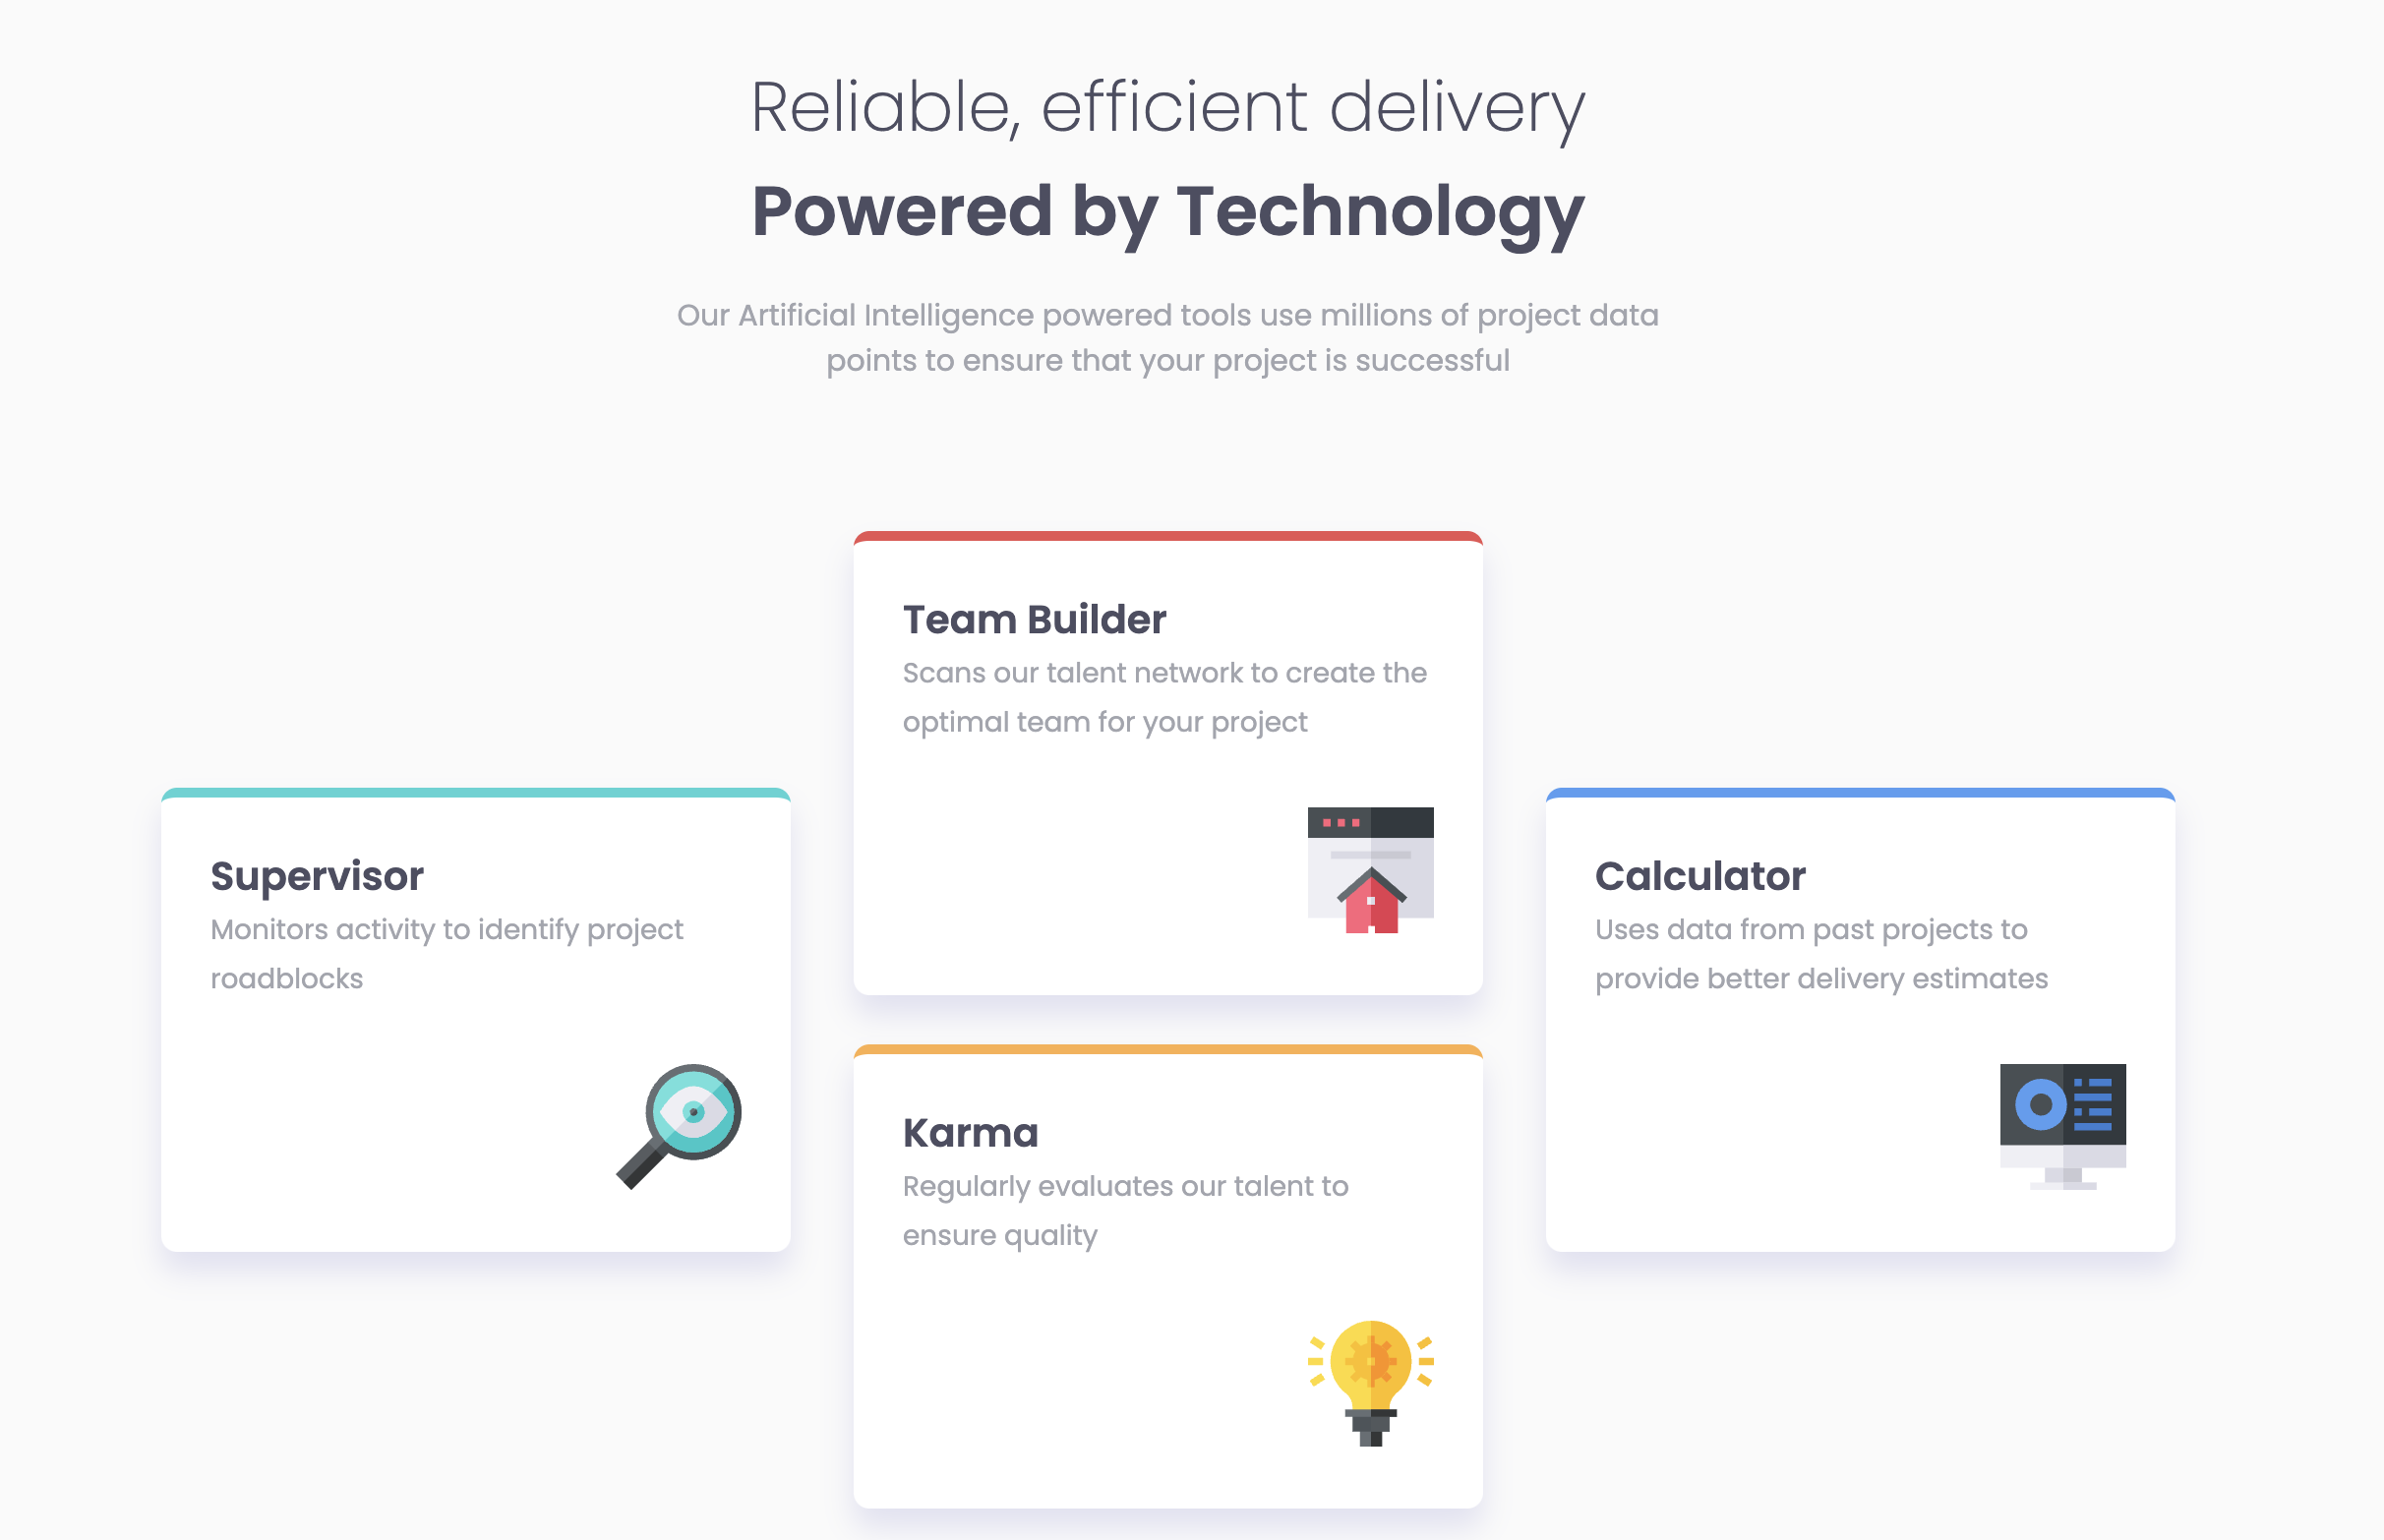 Reliable, efficient delivery
Powered by Technology
Our Artificial Intelligence powered tools use millions of project data
points to ensure that your project is successful
Team Builder
Scans our talent network to create the
optimal team for your project
Supervisor
Monitors activity to identify project
roadblocks
Calculator
Uses data from past projects to
provide better delivery estimates
Karma
Regularly evaluates our talent to
ensure quality